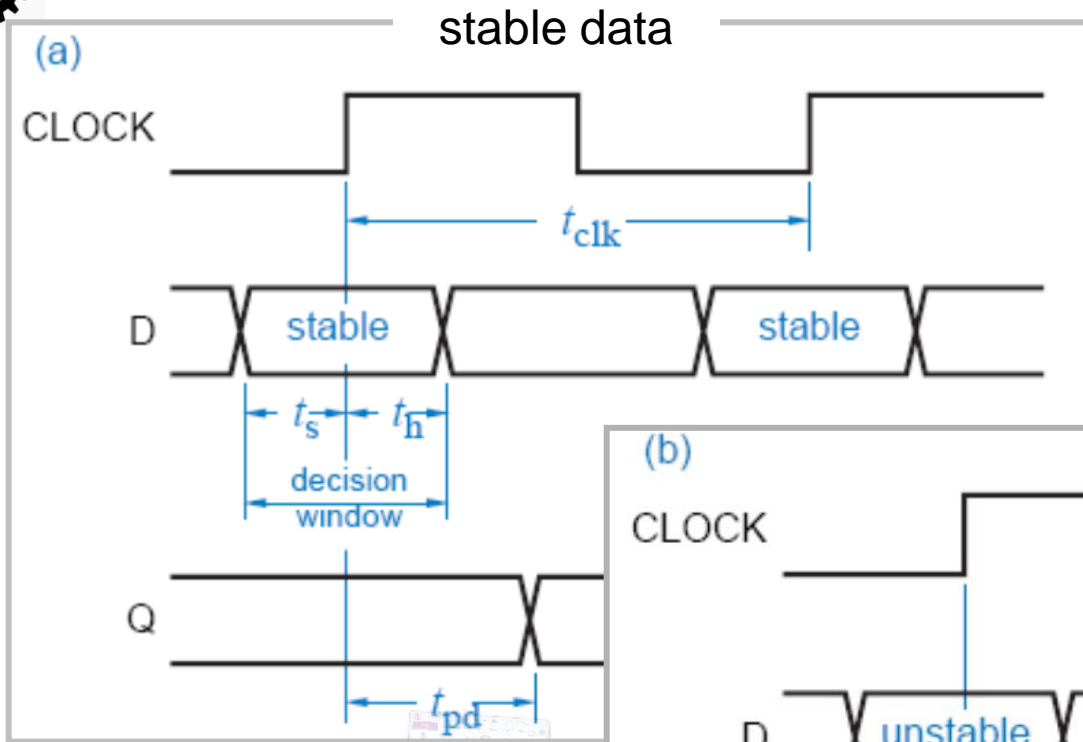 stable data
(a)
CLOCK
tclk
D
stable
stable
ts
th
decision
window
Q
tpd
(b)
CLOCK
D
unstable